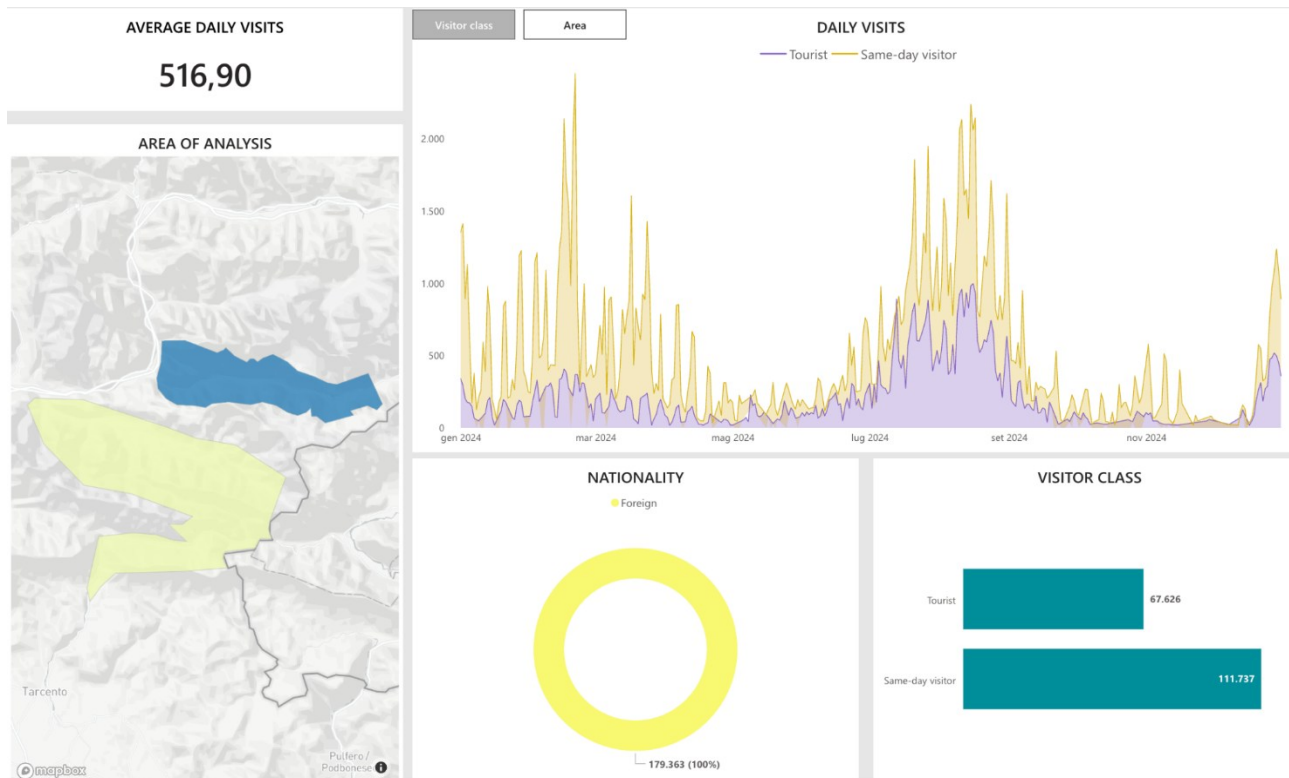 AVERAGE DAILY VISITS
516,90
AREA OF ANALYSIS
Tarcento
Pulfero /
Podbonese
mapbox
Visitor class
Area
DAILY VISITS
Tourist
Same-day visitor
2.000
1.500
1.000
500
0
gen 2024
mar 2024
mag 2024
lug 2024
set 2024
nov 2024
NATIONALITY
Foreign
179.363 (100%)
VISITOR CLASS
Tourist
67.626
Same-day visitor
111.737